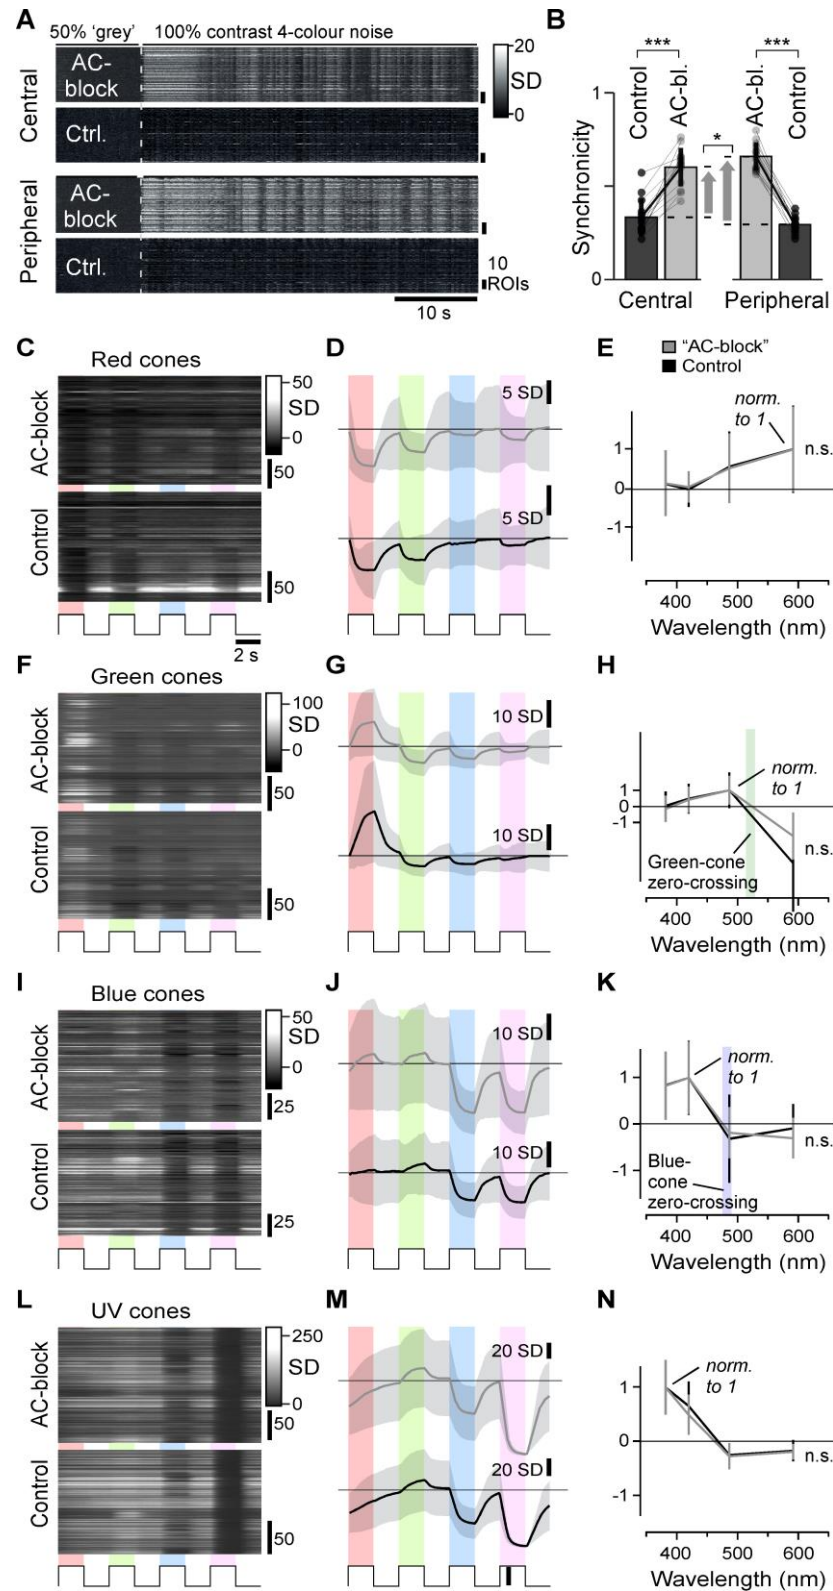 A
50% ‘grey’
100% contrast 4-colour noise
Central
AC-
block
Ctrl.
Peripheral
AC-
block
Ctrl.
20
SD
0
10
ROIs
10 s
B
***
***
Control
AC-bl.
*
AC-bl.
Control
Synchronicity
1
0
Central
Peripheral
C
Red cones
AC-block
Control
50
SD
0
50
50
2 s
D
5 SD
5 SD
E
“AC-block”
Control
norm.
to 1
1
0
-1
n.s.
400
500
600
Wavelength (nm)
F
Green cones
AC-block
Control
100
SD
0
50
50
G
10 SD
10 SD
H
norm.
to 1
1
0
-1
Green-cone
zero-crossing
n.s.
400
500
600
Wavelength (nm)
I
Blue cones
AC-block
Control
50
SD
0
25
25
J
10 SD
10 SD
K
norm.
to 1
1
0
-1
Blue-
cone
zero-crossing
n.s.
400
500
600
Wavelength (nm)
L
UV cones
AC-block
Control
250
SD
0
50
50
M
20 SD
20 SD
N
norm.
to 1
1
0
-1
n.s.
400
500
600
Wavelength (nm)